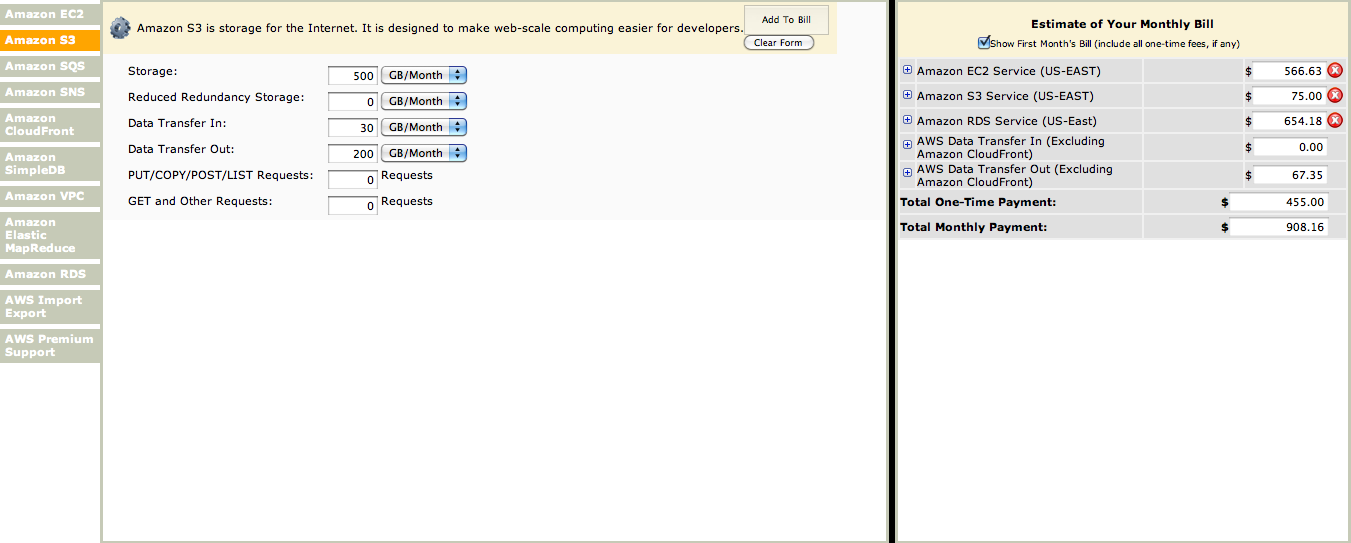 Amazon EC2
Amazon S3
Amazon SQS
Amazon SNS
Amazon
CloudFront
Amazon
SimpleDB
Amazon VPC
Amazon
Elastic
MapReduce
Amazon RDS
AWS Import
Export
AWS Premium
Support
Amazon S3 is storage for the Internet. It is designed to make web-scale computing easier for developers.
Add To Bill
Clear Form
Storage: 500 GB/Month
Reduced Redundancy Storage: 0 GB/Month
Data Transfer In: 30 GB/Month
Data Transfer Out: 200 GB/Month
PUT/COPY/POST/LIST Requests: 0 Requests
GET and Other Requests: 0 Requests
Estimate of Your Monthly Bill
Show First Month's Bill (include all one-time fees, if any)
Amazon EC2 Service (US-EAST) $ 566.63
Amazon S3 Service (US-EAST) $ 75.00
Amazon RDS Service (US-East) $ 654.18
AWS Data Transfer In (Excluding
Amazon CloudFront) $ 0.00
AWS Data Transfer Out (Excluding
Amazon CloudFront) $ 67.35
Total One-Time Payment: $ 455.00
Total Monthly Payment: $ 908.16